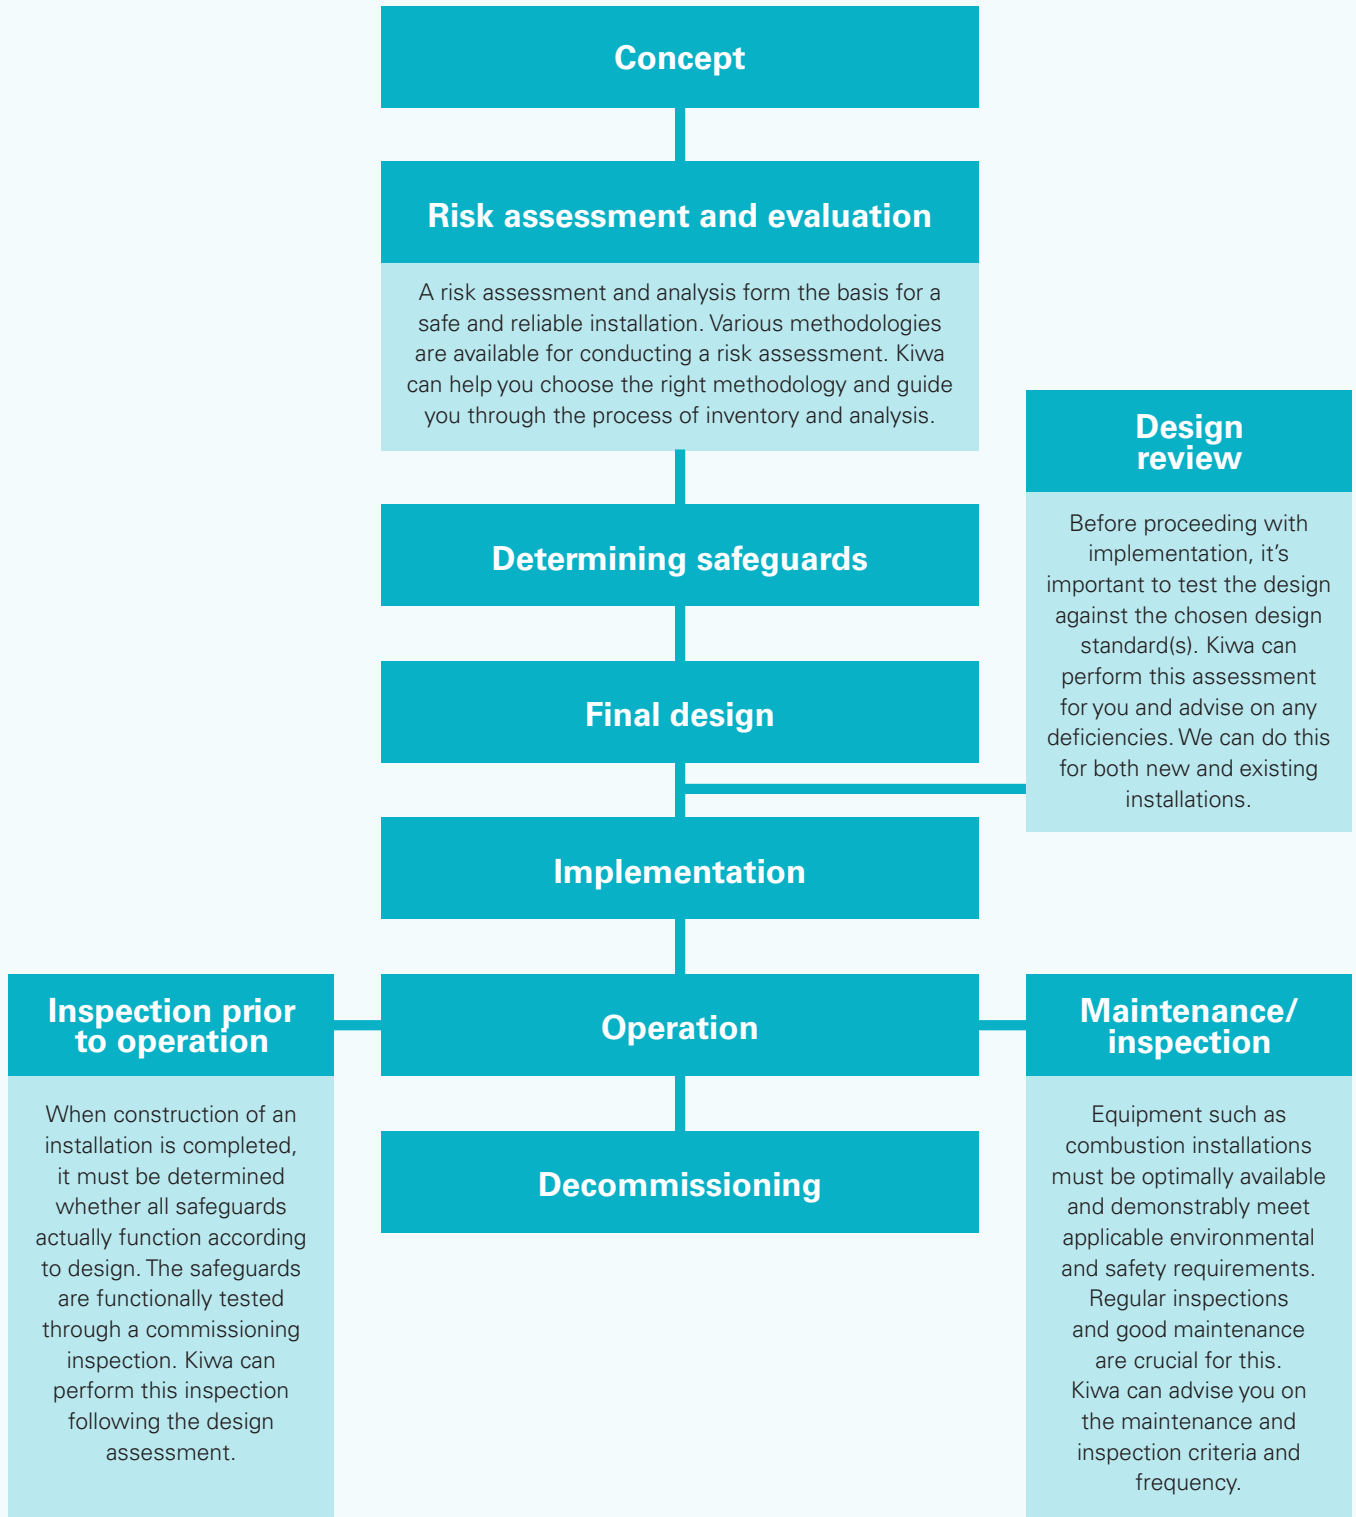 Concept
Risk assessment and evaluation
A risk assessment and analysis form the basis for a
safe and reliable installation. Various methodologies
are available for conducting a risk assessment. Kiwa
can help you choose the right methodology and guide
you through the process of inventory and analysis.
Determining safeguards
Final design
Design
review
Before proceeding with
implementation, it's
important to test the design
against the chosen design
standard(s). Kiwa can
perform this assessment
for you and advise on any
deficiencies. We can do this
for both new and existing
installations.
Implementation
Inspection prior
to operation
When construction of an
installation is completed,
it must be determined
whether all safeguards
actually function according
to design. The safeguards
are functionally tested
through a commissioning
inspection. Kiwa can
perform this inspection
following the design
assessment.
Operation
Maintenance/
inspection
Equipment such as
combustion installations
must be optimally available
and demonstrably meet
applicable environmental
and safety requirements.
Regular inspections
and good maintenance
are crucial for this.
Kiwa can advise you on
the maintenance and
inspection criteria and
frequency.
Decommissioning